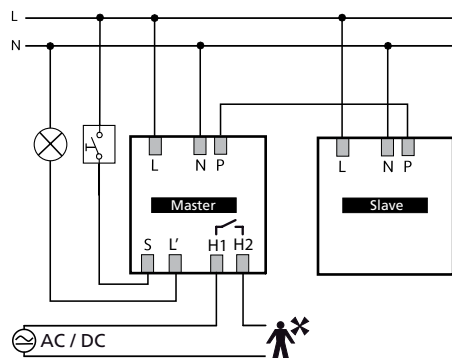 L
N
L N P
L N P
Master
Slave
S L' H1 H2
AC / DC